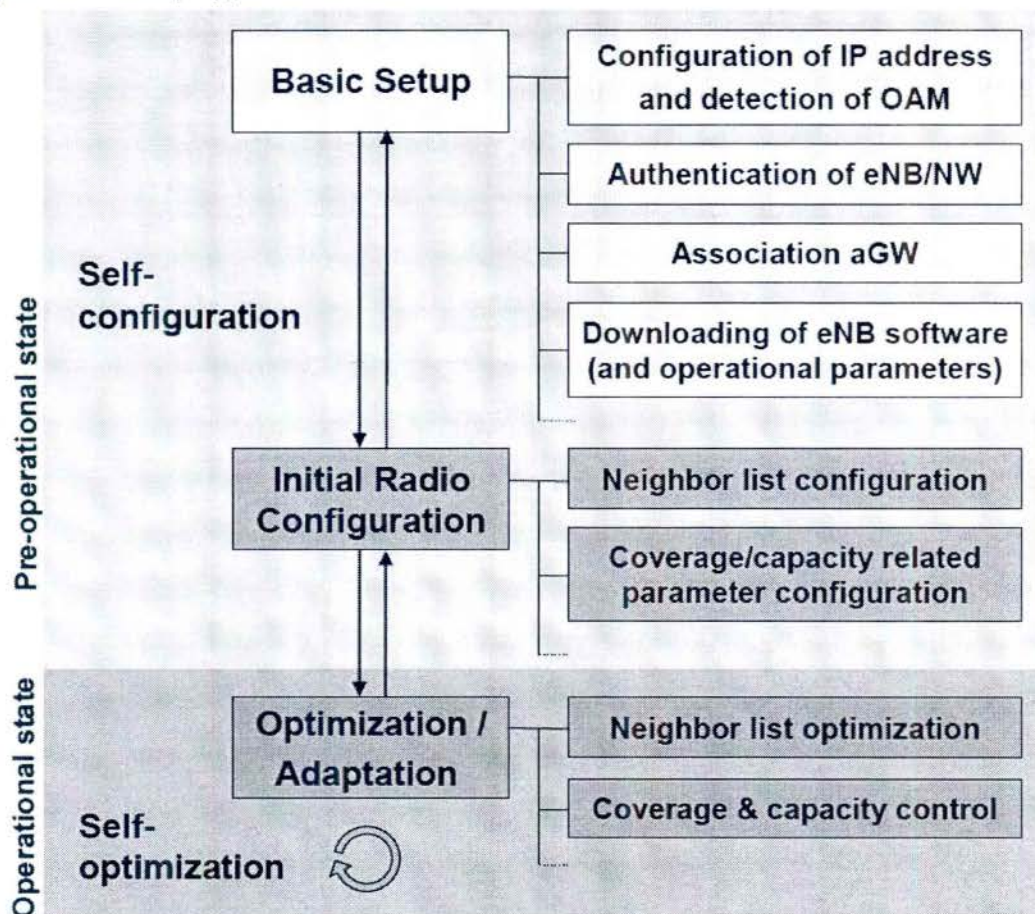 Basic Setup
Configuration of IP address
and detection of OAM
Authentication of eNB/NW
Association aGW
Downloading of eNB software
(and operational parameters)
Self-
configuration
Pre-operational state
Initial Radio
Configuration
Neighbor list configuration
Coverage/capacity related
parameter configuration
Operational state
Optimization /
Adaptation
Neighbor list optimization
Coverage & capacity control
Self-
optimization